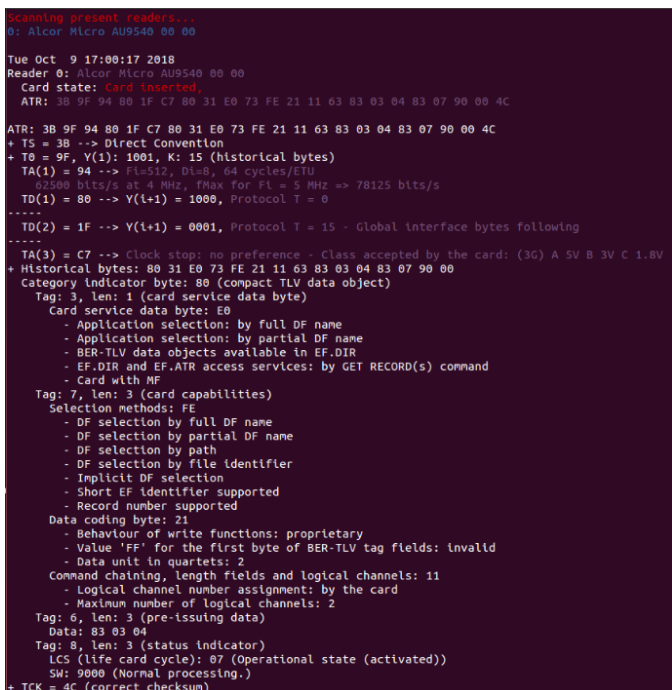 Scanning present readers...
0: Alcor Micro AU9540 00 00
Tue Oct  9 17:00:17 2018
Reader 0: Alcor Micro AU9540 00 00
Card state: Card inserted,
ATR: 3B 9F 94 80 1F C7 80 31 E0 73 FE 21 11 63 83 03 04 83 07 90 00 4C
ATR: 3B 9F 94 80 1F C7 80 31 E0 73 FE 21 11 63 83 03 04 83 07 90 00 4C
+ TS = 3B --> Direct Convention
+ T0 = 9F, Y(1): 1001, K: 15 (historical bytes)
TA(1) = 94 --> Fi=512, Di=8, 64 cycles/ETU
62500 bits/s at 4 MHz, fMax for Fi = 5 MHz => 78125 bits/s
TD(1) = 80 --> Y(i+1) = 1000, Protocol T = 0
-----
TD(2) = 1F --> Y(i+1) = 0001, Protocol T = 15 - Global interface bytes following
-----
TA(3) = C7 --> Clock stop: no preference - Class accepted by the card: (3G) A 5V B 3V C 1.8V
+ Historical bytes: 80 31 E0 73 FE 21 11 63 83 03 04 83 07 90 00
Category indicator byte: 80 (compact TLV data object)
Tag: 3, len: 1 (card service data byte)
Card service data byte: E0
- Application selection: by full DF name
- Application selection: by partial DF name
- BER-TLV data objects available in EF.DIR
- EF.DIR and EF.ATR access services: by GET RECORD(s) command
- Card with MF
Tag: 7, len: 3 (card capabilities)
Selection methods: FE
- DF selection by full DF name
- DF selection by partial DF name
- DF selection by path
- DF selection by file identifier
- Implicit DF selection
- Short EF identifier supported
- Record number supported
Data coding byte: 21
- Behaviour of write functions: proprietary
- Value 'FF' for the first byte of BER-TLV tag fields: invalid
- Data unit in quartets: 2
Command chaining, length fields and logical channels: 11
- Logical channel number assignment: by the card
- Maximum number of logical channels: 2
Tag: 6, len: 3 (pre-issuing data)
Data: 83 03 04
Tag: 8, len: 3 (status indicator)
LCS (life card cycle): 07 (Operational state (activated))
SW: 9000 (Normal processing.)
+ TCK = 4C (correct checksum)